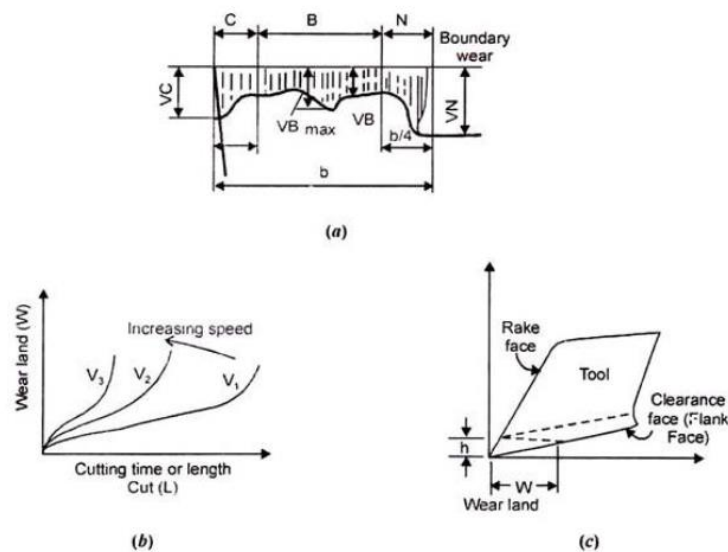 C
B
N
Boundary
wear
VC
VB
max
VB
b/4
VN
b
(a)
Wear land (W)
Increasing speed
V3
V2
V1
Cutting time or length
Cut (L)
(b)
Rake
face
Tool
Clearance
face (Flank
Face)
h
W
Wear land
(c)